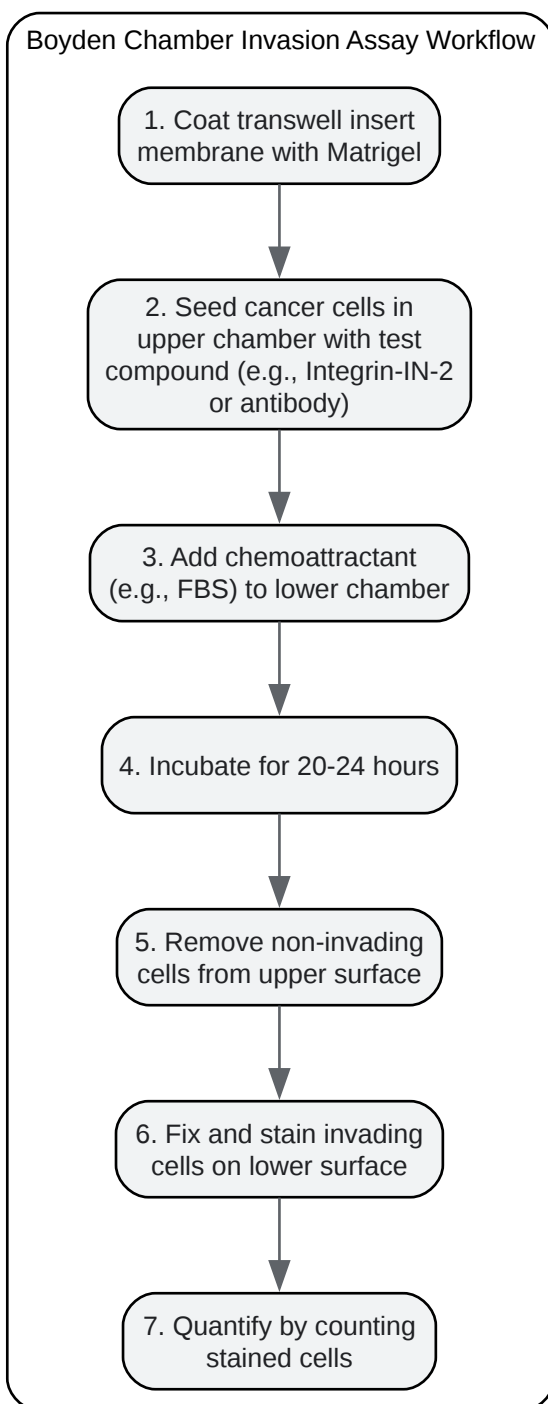 Boyden Chamber Invasion Assay Workflow
1. Coat transwell insert
membrane with Matrigel
2. Seed cancer cells in
upper chamber with test
compound (e.g., Integrin-IN-2
or antibody)
3. Add chemoattractant
(e.g., FBS) to lower chamber
4. Incubate for 20-24 hours
5. Remove non-invading
cells from upper surface
6. Fix and stain invading
cells on lower surface
7. Quantify by counting
stained cells